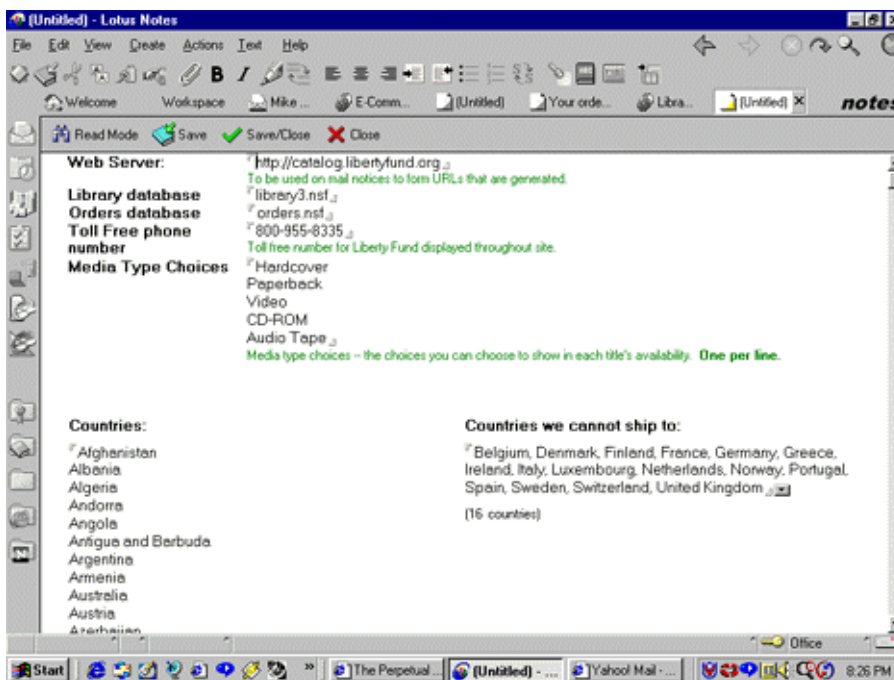 (Untitled) - Lotus Notes
File Edit View Create Actions Text Help
B I
Welcome Workspace Mike ... E-Comm... (Untitled) Your orde... Libra... (Untitled) notes
Read Mode Save Save/Close Close
Web Server: http://catalog.libertyfund.org
To be used on mail notices to form URLs that are generated.
Library database library3.nsf
Orders database orders.nsf
Toll Free phone number 800-955-8335
Toll free number for Liberty Fund displayed throughout site.
Media Type Choices Hardcover
Paperback
Video
CD-ROM
Audio Tape
Media type choices -- the choices you can choose to show in each title's availability. One per line.
Countries:
Afghanistan
Albania
Algeria
Andorra
Angola
Antigua and Barbuda
Argentina
Armenia
Australia
Austria
Azerbaijan
Countries we cannot ship to:
Belgium, Denmark, Finland, France, Germany, Greece,
Ireland, Italy, Luxembourg, Netherlands, Norway, Portugal,
Spain, Sweden, Switzerland, United Kingdom
(16 countries)
Office
Start » The Perpetual... (Untitled) - ... Yahoo! Mail - ... 8:26 PM